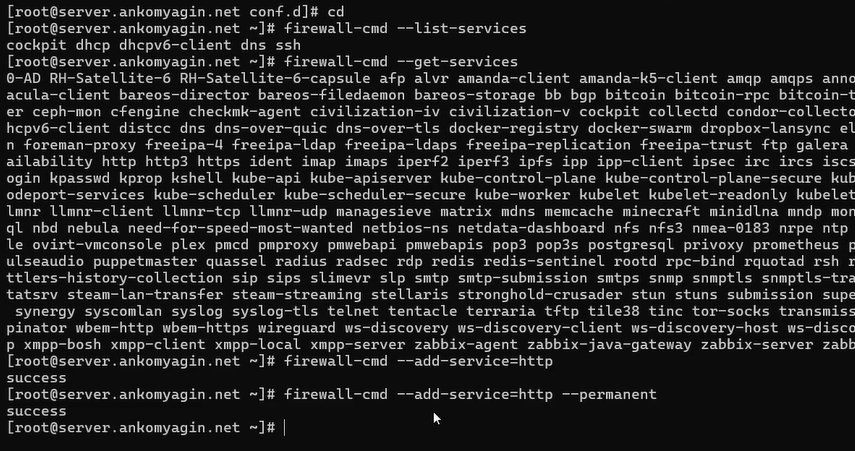 [root@server.ankomyagin.net conf.d]# cd
[root@server.ankomyagin.net ~]# firewall-cmd --list-services
cockpit dhcp dhcpv6-client dns ssh
[root@server.ankomyagin.net ~]# firewall-cmd --get-services
0-AD RH-Satellite-6 RH-Satellite-6-capsule afp alvr amanda-client amanda-k5-client amqp amqps anno
acula-client bareos-director bareos-filedaemon bareos-storage bb bgp bitcoin bitcoin-rpc bitcoin-t
er ceph-mon cfengine checkmk-agent civilization-iv civilization-v cockpit collectd condor-collecto
hcpv6-client distcc dns dns-over-quic dns-over-tls docker-registry docker-swarm dropbox-lansync el
n foreman-proxy freeipa-4 freeipa-ldap freeipa-ldaps freeipa-replication freeipa-trust ftp galera
ailability http http3 https ident imap imaps iperf2 iperf3 ipfs ipp ipp-client ipsec irc ircs iscs
ogin kpasswd kprop kshell kube-api kube-apiserver kube-control-plane kube-control-plane-secure kub
odeport-services kube-scheduler kube-scheduler-secure kube-worker kubelet kubelet-readonly kubelet
lmnr llmnr-client llmnr-tcp llmnr-udp managesieve matrix mdns memcache minecraft minidlna mndp mon
ql nbd nebula need-for-speed-most-wanted netbios-ns netdata-dashboard nfs nfs3 nmea-0183 nrpe ntp
le ovirt-vmconsole plex pmcd pmproxy pmwebapi pmwebapis pop3 pop3s postgresql privoxy prometheus p
ulseaudio puppetmaster quassel radius radsec rdp redis redis-sentinel rootd rpc-bind rquotad rsh r
ttlers-history-collection sip sips slimevr slp smtp smtp-submission smtps snmp snmptls snmptls-tra
tatsrv steam-lan-transfer steam-streaming stellaris stronghold-crusader stun stuns submission supe
synergy syscomlan syslog syslog-tls telnet tentacle terraria tftp tile38 tinc tor-socks transmiss
pinator wbem-http wbem-https wireguard ws-discovery ws-discovery-client ws-discovery-host ws-disco
p xmpp-bosh xmpp-client xmpp-local xmpp-server zabbix-agent zabbix-java-gateway zabbix-server zabb
[root@server.ankomyagin.net ~]# firewall-cmd --add-service=http
success
[root@server.ankomyagin.net ~]# firewall-cmd --add-service=http --permanent
success
[root@server.ankomyagin.net ~]#